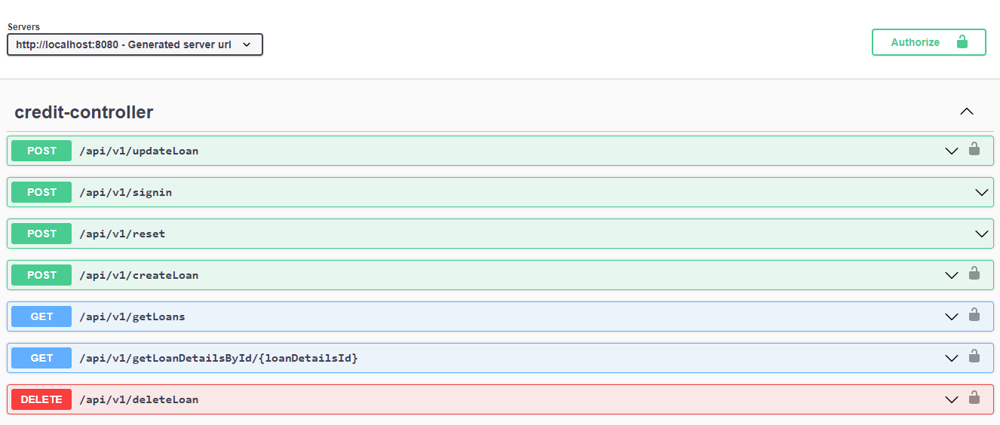 Servers
http://localhost:8080 - Generated server url
Authorize
credit-controller
POST /api/v1/updateLoan
POST /api/v1/signin
POST /api/v1/reset
POST /api/v1/createLoan
GET /api/v1/getLoans
GET /api/v1/getLoanDetailsById/{loanDetailsId}
DELETE /api/v1/deleteLoan